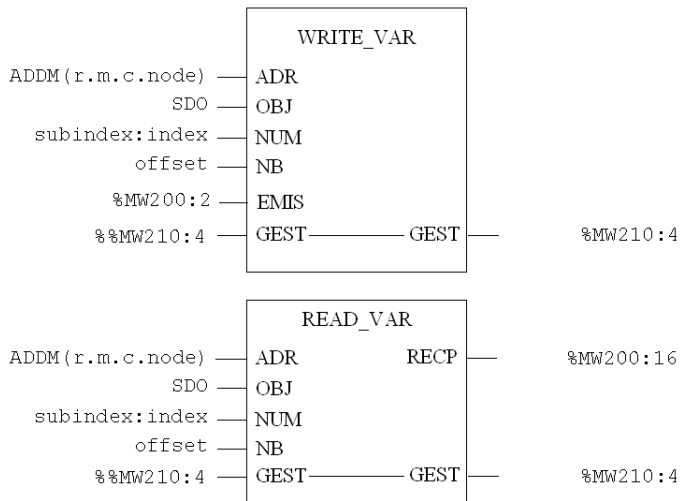 WRITE_VAR
ADDM(r.m.c.node) ADR
SDO OBJ
subindex:index NUM
offset NB
%MW200:2 EMIS
%%MW210:4 GEST GEST %MW210:4
READ_VAR
ADDM(r.m.c.node) ADR RECP %MW200:16
SDO OBJ
subindex:index NUM
offset NB
%%MW210:4 GEST GEST %MW210:4